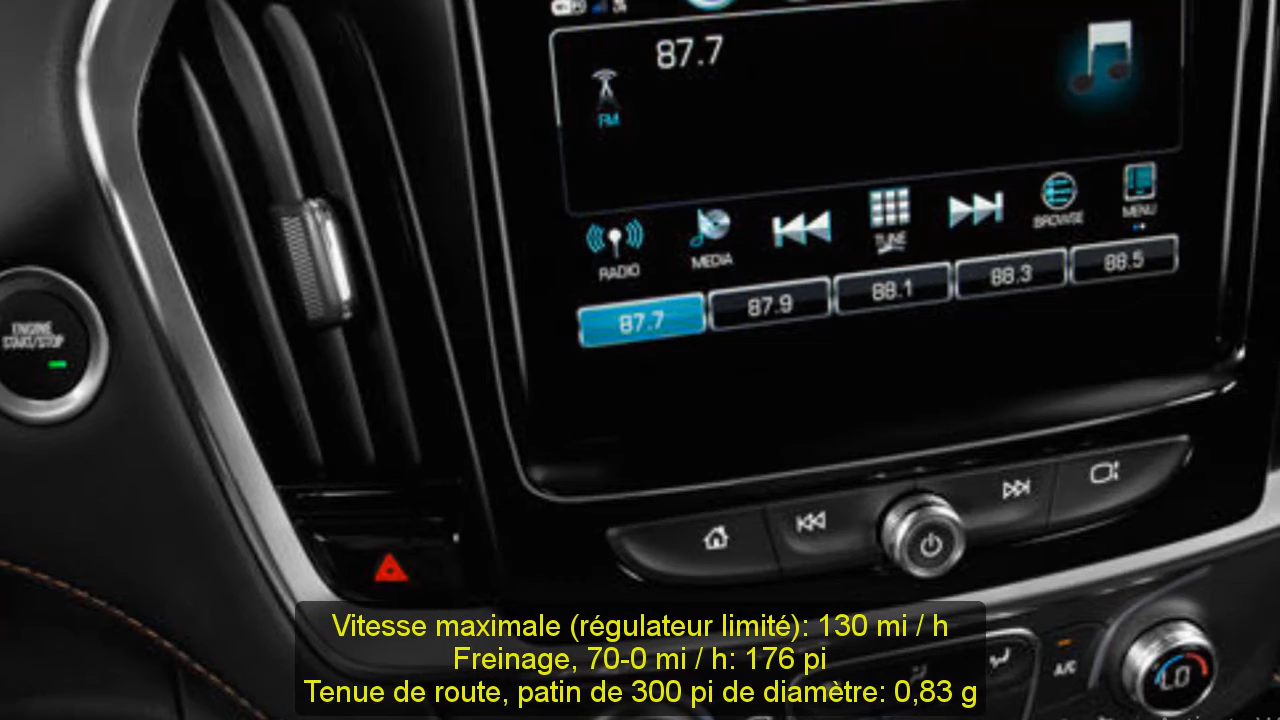 87.7
FM
RADIO
MEDIA
TUNE
BROWSE
MENU
87.7
87.9
88.1
88.3
88.5
ENGINE
START/STOP
A/C
LO
Vitesse maximale (régulateur limité): 130 mi / h
Freinage, 70-0 mi / h: 176 pi
Tenue de route, patin de 300 pi de diamètre: 0,83 g